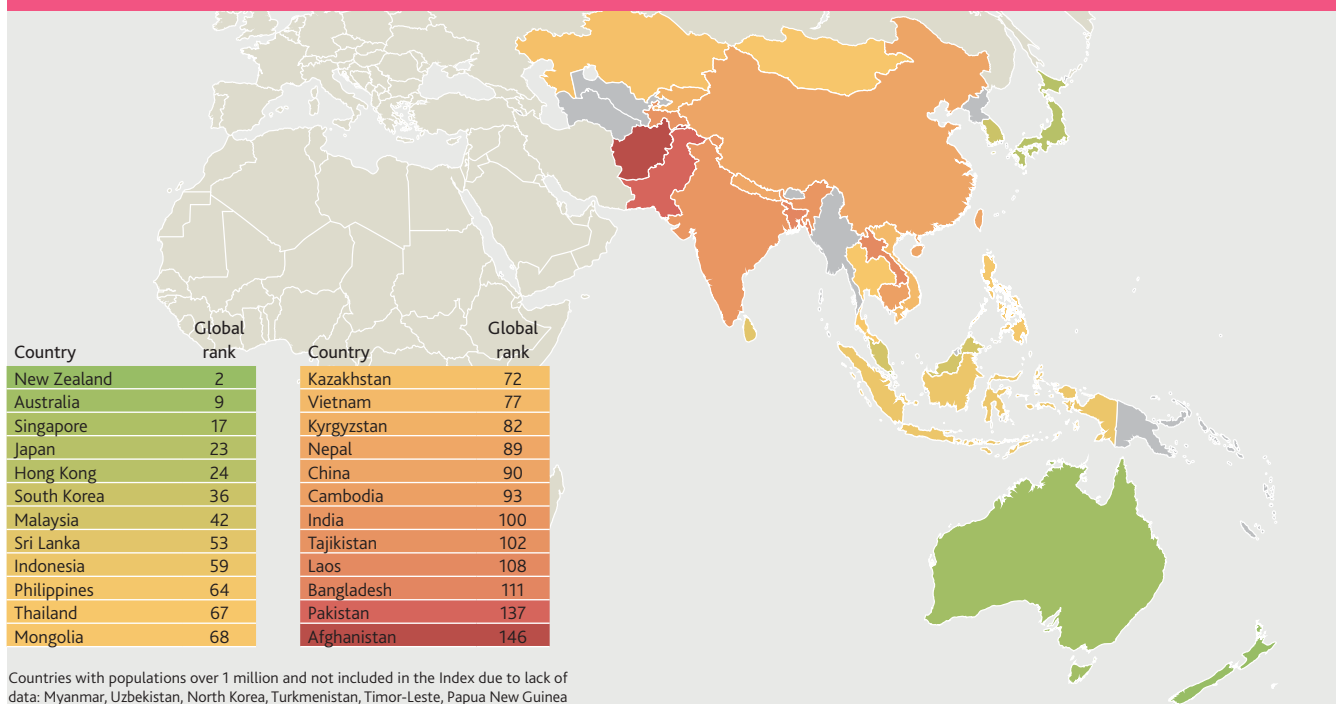 Country Global rank
New Zealand 2
Australia 9
Singapore 17
Japan 23
Hong Kong 24
South Korea 36
Malaysia 42
Sri Lanka 53
Indonesia 59
Philippines 64
Thailand 67
Mongolia 68
Country Global rank
Kazakhstan 72
Vietnam 77
Kyrgyzstan 82
Nepal 89
China 90
Cambodia 93
India 100
Tajikistan 102
Laos 108
Bangladesh 111
Pakistan 137
Afghanistan 146
Countries with populations over 1 million and not included in the Index due to lack of
data: Myanmar, Uzbekistan, North Korea, Turkmenistan, Timor-Leste, Papua New Guinea